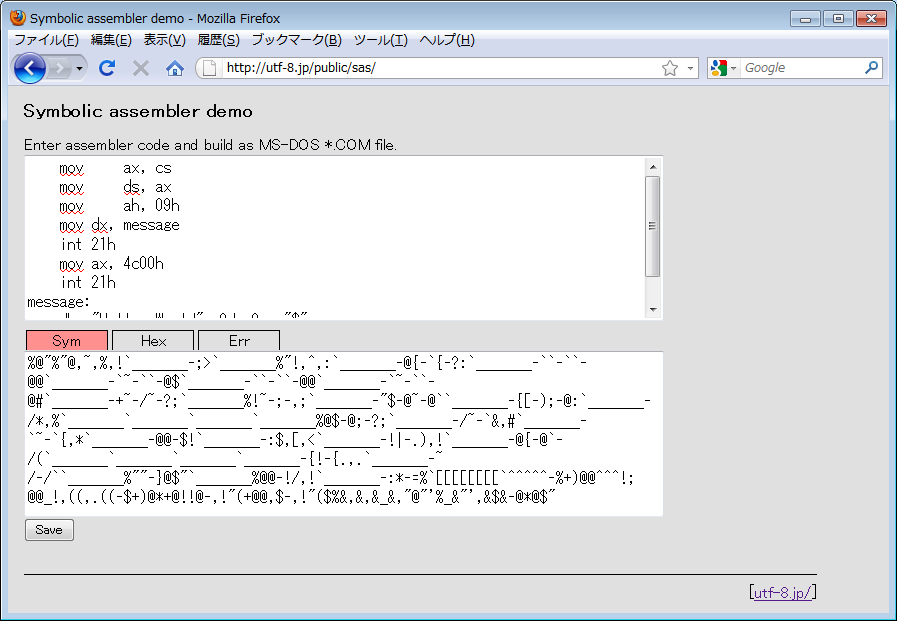 Symbolic assembler demo - Mozilla Firefox
ファイル(F) 編集(E) 表示(V) 履歴(S) ブックマーク(B) ツール(T) ヘルプ(H)
http://utf-8.jp/public/sas/ Google
Symbolic assembler demo
Enter assembler code and build as MS-DOS *.COM file.
mov ax, cs
mov ds, ax
mov ah, 09h
mov dx, message
int 21h
mov ax, 4c00h
int 21h
message:
Sym Hex Err
%@"%"@,~,%,!`_______-;>`_______%"!,^,:`_______-@{-`{-?:`_______-``-``-
@@`_______-`~-``-@$`_______-``-``-@@`_______-`~-``-
@#`_______-+~-/~-?;`_______%!~-;-,;`_______-"$-@~-@``_______-{[-);-@:`_______-
/*,%`_______`_______`_______`_______%@$-@;-?;`_______-/~-`&,#`_______-
`~-`{,*`_______-@@-$!`_______-:$,[,<`_______-!|-.),!`_______-@{-@`-
/(`_______`_______`_______`_______-{!-{.,.`_______-~
/-/``_______%""-}@$"`_______%@@-!/,!`_______-:*-=%`[[[[[[[[`^^^^^^-%+)@@^^^!;
@@_!,((,.((-$+)@*+@!!@-,!"(+@@,$-,!"($%&,&,&_&,"@"'%_&"',&$&-@*@$"
Save
[utf-8.jp/]